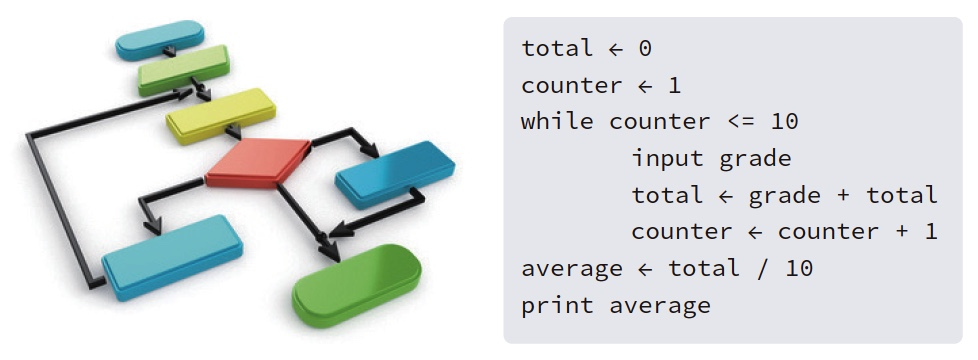 total ← 0
counter ← 1
while counter <= 10
input grade
total ← grade + total
counter ← counter + 1
average ← total / 10
print average